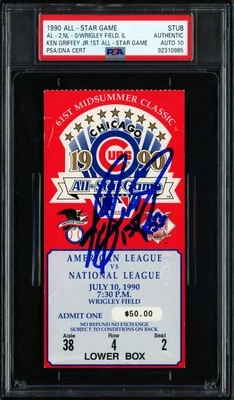 1990 ALL-STAR GAME STUB
AL - 2,NL - 0/WRIGLEY FIELD, IL AUTHENTIC
KEN GRIFFEY JR.1ST ALL-STAR GAME AUTO 10
PSA/DNA CERT PSA 92310985
61ST MIDSUMMER CLASSIC
CHICAGO
CUBS
1990
All-Star Game
AMERICAN LEAGUE
VS
NATIONAL LEAGUE
JULY 10, 1990
7:30 P.M.
WRIGLEY FIELD
ADMIT ONE $50.00
NO REFUND NO EXCHANGE
SUBJECT TO CONDITIONS ON BACK
Aisle Row Seat
38 4 2
LOWER BOX